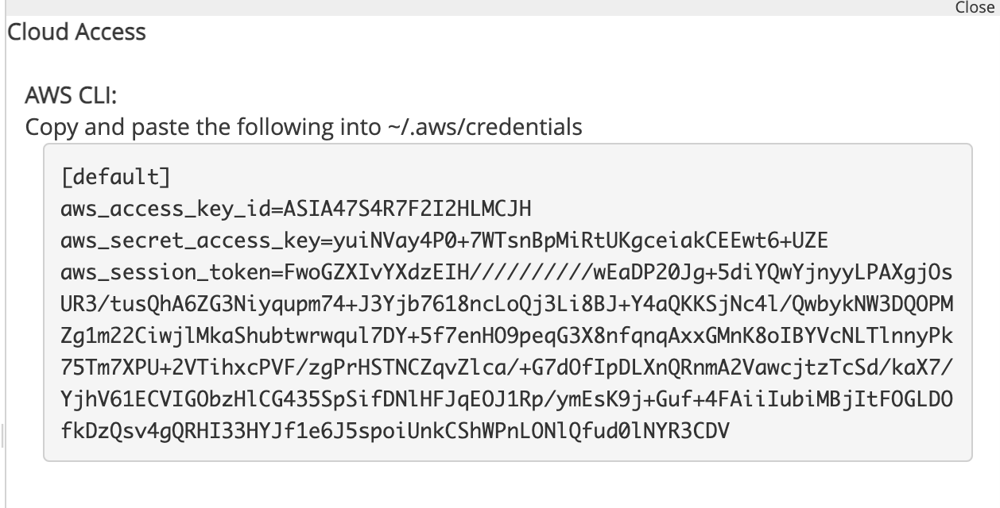 Close
Cloud Access
AWS CLI:
Copy and paste the following into ~/.aws/credentials
[default]
aws_access_key_id=ASIA47S4R7F2I2HLMCJH
aws_secret_access_key=yuiNVay4P0+7WTsnBpMiRtUKgceiakCEEwt6+UZE
aws_session_token=FwoGZXIvYXdzEIH//////////wEaDP20Jg+5diYQwYjnyyLPAXgjOs
UR3/tusQhA6ZG3Niyqupm74+J3Yjb7618ncLoQj3Li8BJ+Y4aQKKSjNc4l/QwbykNW3DQOPM
Zg1m22CiwjlMkaShubtwrwqul7DY+5f7enHO9peqG3X8nfqnqAxxGMnK8oIBYVcNLTlnnyPk
75Tm7XPU+2VTihxcPVF/zgPrHSTNCZqvZlca/+G7dOfIpDLXnQRnmA2VawcjtzTcSd/kaX7/
YjhV61ECVIGObzHlCG435SpSifDNlHFJqEOJ1Rp/ymEsK9j+Guf+4FAiiIubiMBjItFOGLDO
fkDzQsv4gQRHI33HYJf1e6J5spoiUnkCShWPnLONlQfud0lNYR3CDV